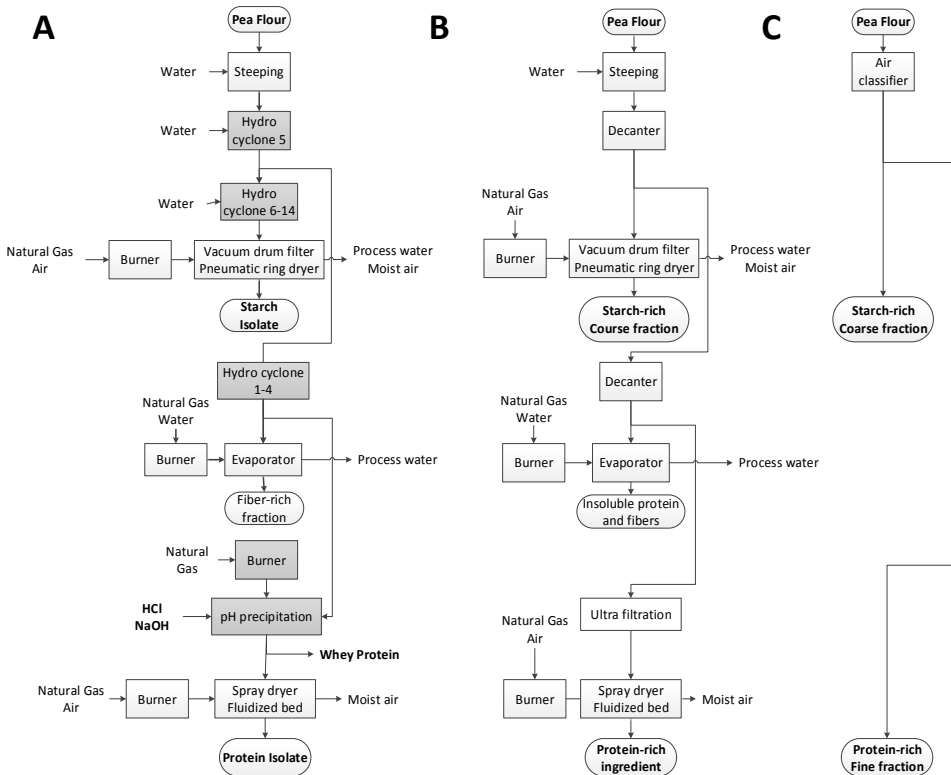 A
Pea Flour
Water
Steeping
Water
Hydro
cyclone 5
Water
Hydro
cyclone 6-14
Natural Gas
Air
Burner
Vacuum drum filter
Pneumatic ring dryer
Process water
Moist air
Starch
Isolate
Hydro cyclone
1-4
Natural Gas
Water
Burner
Evaporator
Process water
Fiber-rich
fraction
Natural
Gas
Burner
HCl
NaOH
pH precipitation
Whey Protein
Natural Gas
Air
Burner
Spray dryer
Fluidized bed
Moist air
Protein Isolate
B
Pea Flour
Water
Steeping
Decanter
Natural Gas
Air
Burner
Vacuum drum filter
Pneumatic ring dryer
Process water
Moist air
Starch-rich
Course fraction
Decanter
Natural Gas
Water
Burner
Evaporator
Process water
Insoluble protein
and fibers
Ultra filtration
Natural Gas
Air
Burner
Spray dryer
Fluidized bed
Moist air
Protein-rich
ingredient
C
Pea Flour
Air
classifier
Starch-rich
Coarse fraction
Protein-rich
Fine fraction